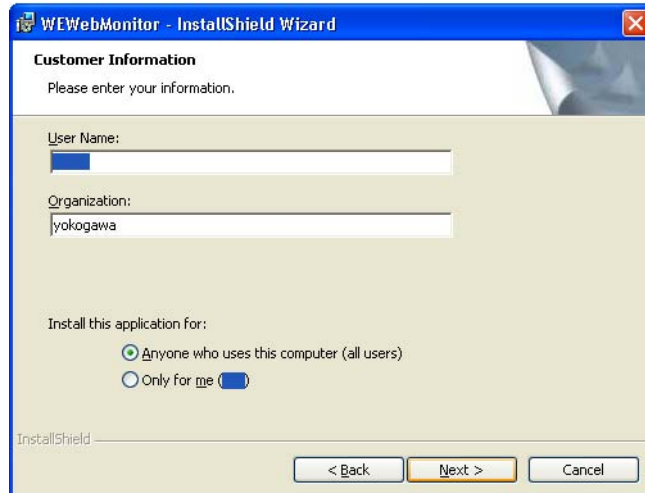 WEWebMonitor - InstallShield Wizard
Customer Information
Please enter your information.
User Name:
Organization:
yokogawa
Install this application for:
Anyone who uses this computer (all users)
Only for me ( )
InstallShield
< Back Next > Cancel